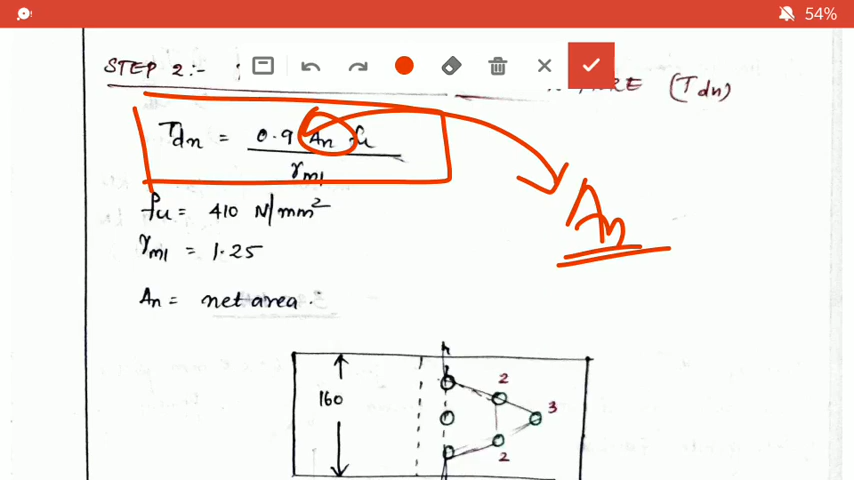 54%
STEP 2:- (Tdn)
Tdn = 0.9 An fu
γm1
An
fu = 410 N/mm²
γm1 = 1.25
An = net area.
160
2
3
2